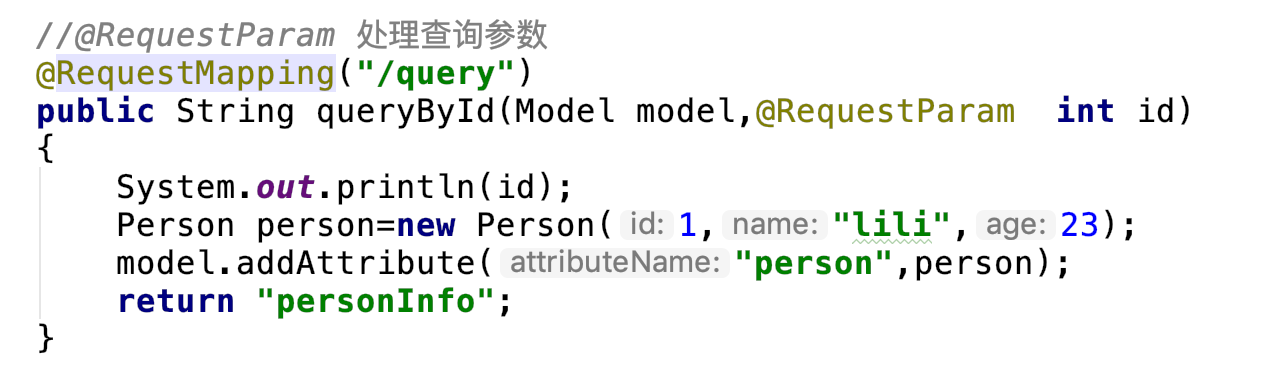 //@RequestParam 处理查询参数
@RequestMapping("/query")
public String queryById(Model model,@RequestParam  int id)
{
    System.out.println(id);
    Person person=new Person( id: 1, name: "lili", age: 23);
    model.addAttribute( attributeName: "person",person);
    return "personInfo";
}